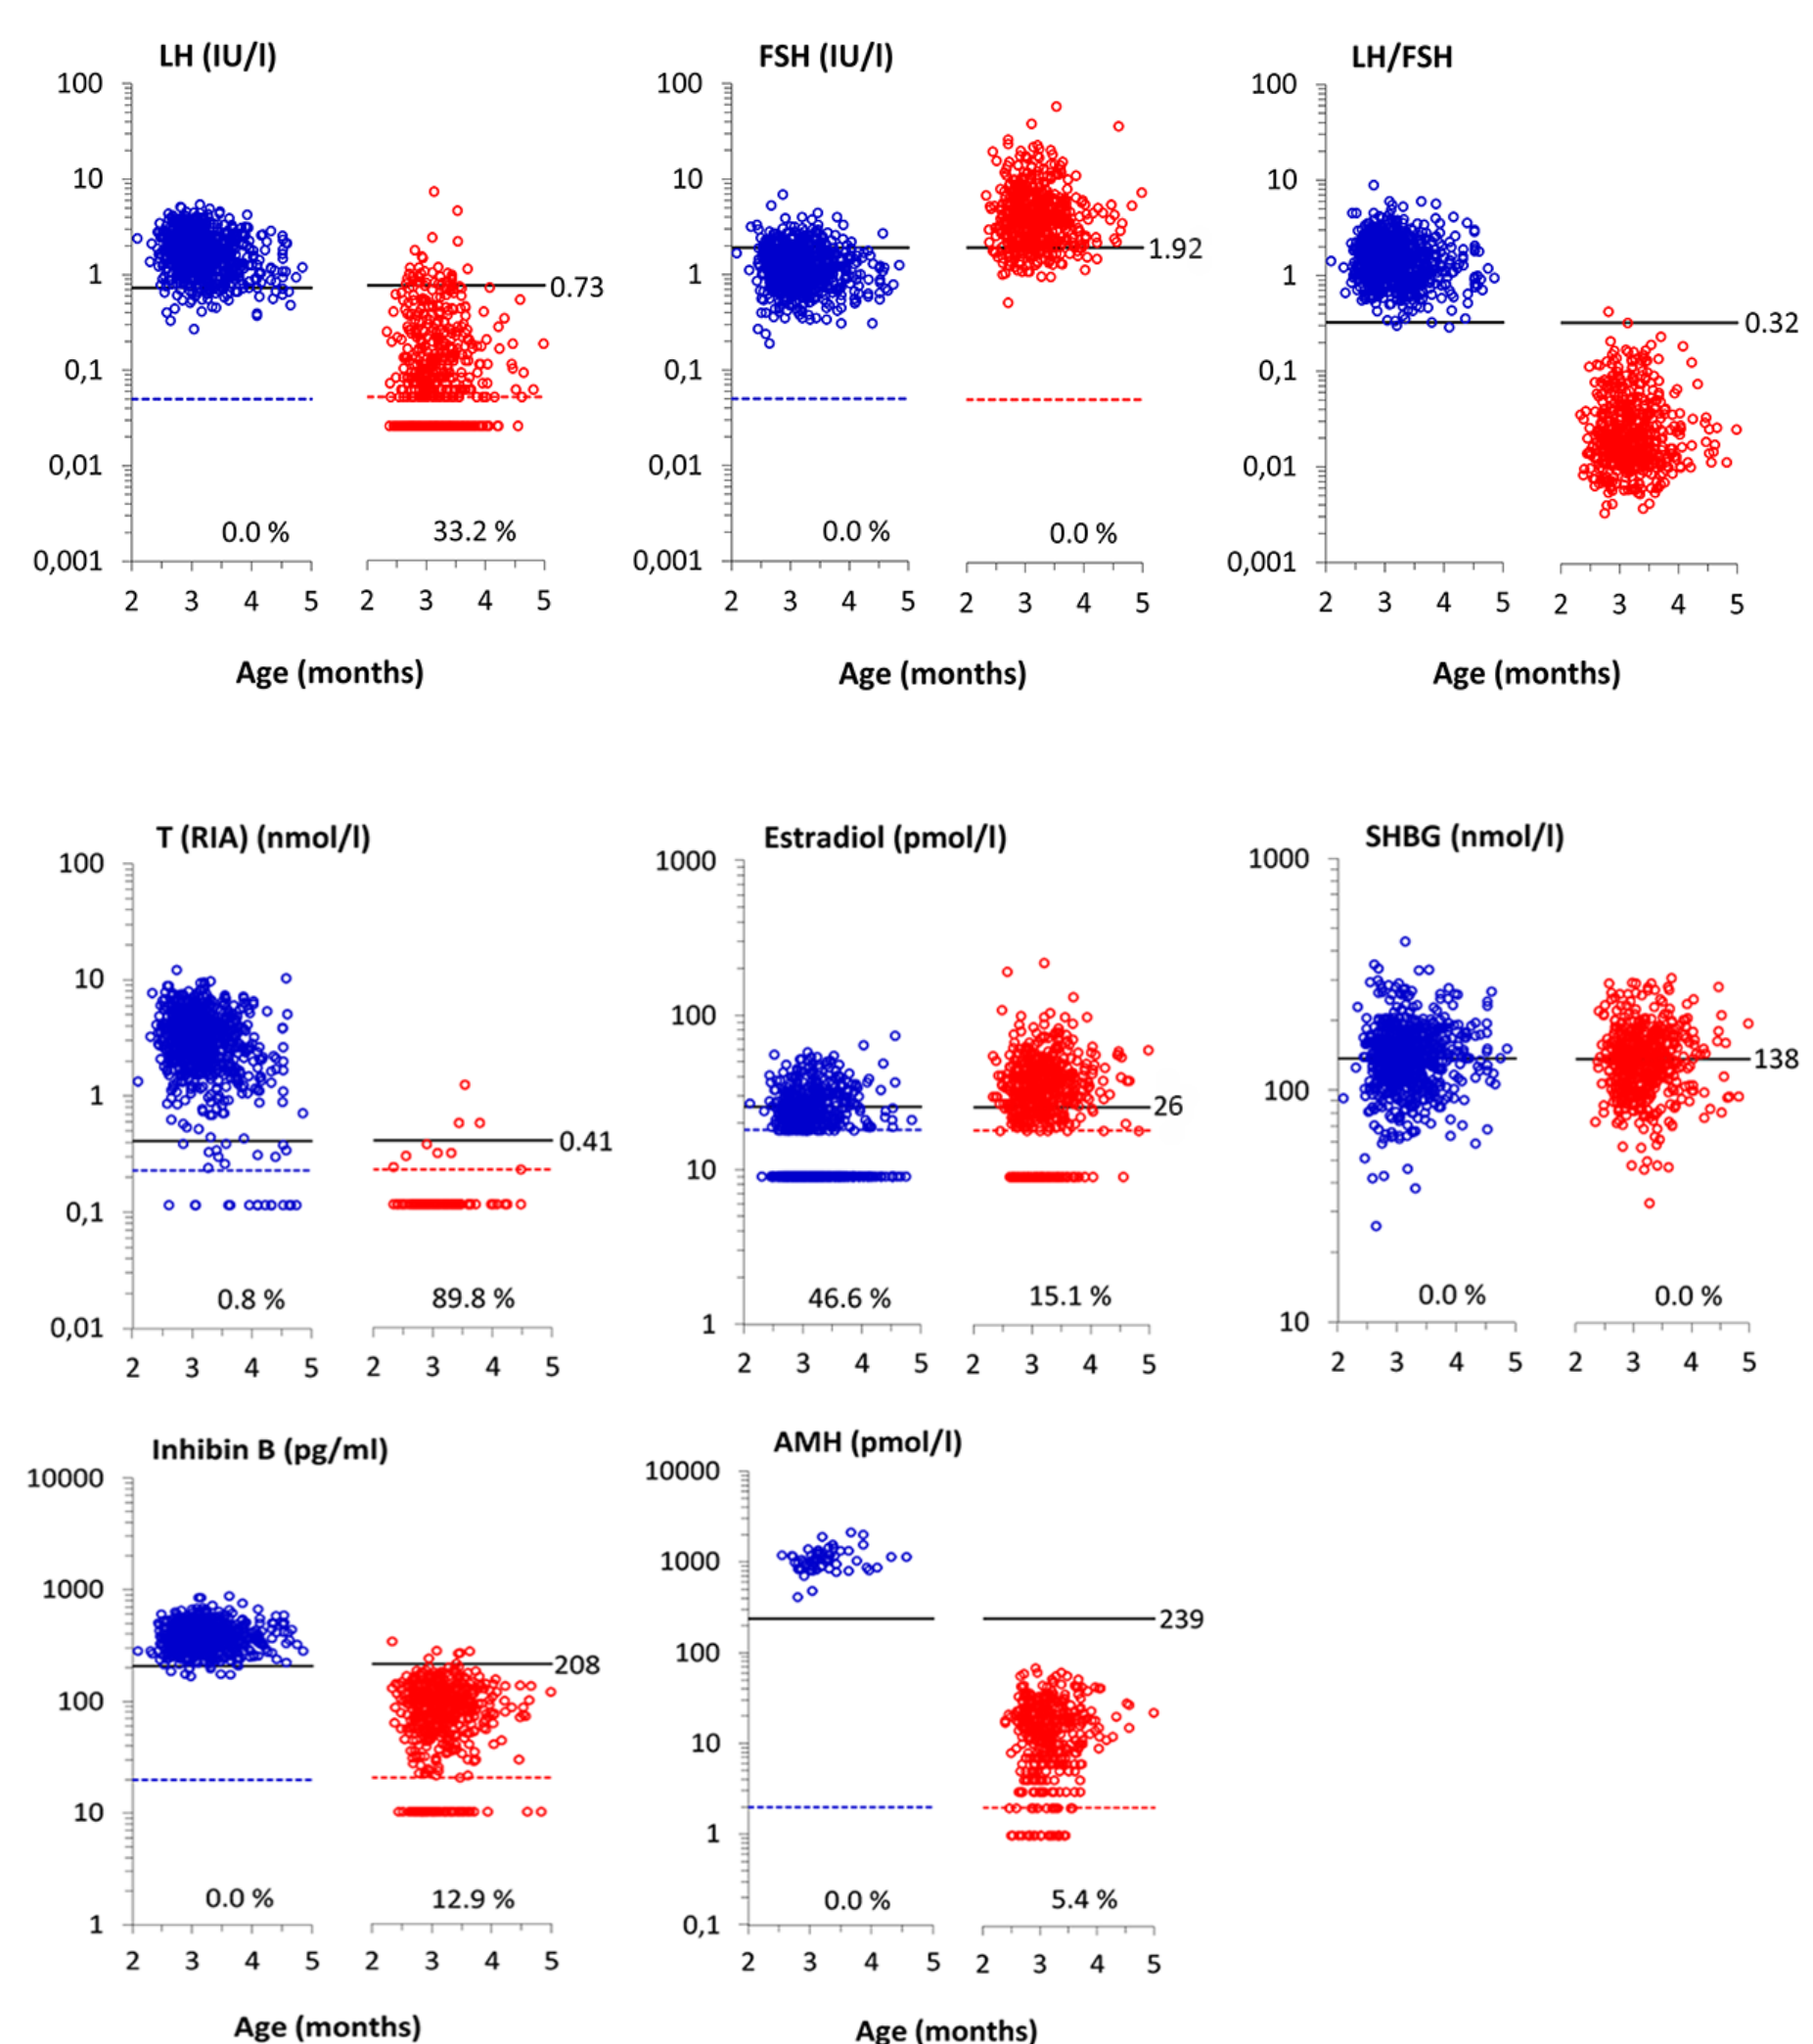 LH (IU/l) FSH (IU/l) LH/FSH
100 100 100
10 10 10
1 0.73 1 1.92 1 0.32
0,1 0,1 0,1
0,01 0,01 0,01
0.0 % 33.2 % 0.0 % 0.0 %
0,001 0,001 0,001
2 3 4 5 2 3 4 5 2 3 4 5 2 3 4 5 2 3 4 5 2 3 4 5
Age (months) Age (months) Age (months)
T (RIA) (nmol/l) Estradiol (pmol/l) SHBG (nmol/l)
100 1000 1000
10 100 100 138
1 0.41 26
0,1 10
0.8 % 89.8 % 46.6 % 15.1 % 0.0 % 0.0 %
0,01 1 10
2 3 4 5 2 3 4 5 2 3 4 5 2 3 4 5 2 3 4 5 2 3 4 5
Inhibin B (pg/ml) AMH (pmol/l)
10000 10000
1000 1000
208 239
100 100
10 10
1
0.0 % 12.9 % 0.0 % 5.4 %
1 0,1
2 3 4 5 2 3 4 5 2 3 4 5 2 3 4 5
Age (months) Age (months)